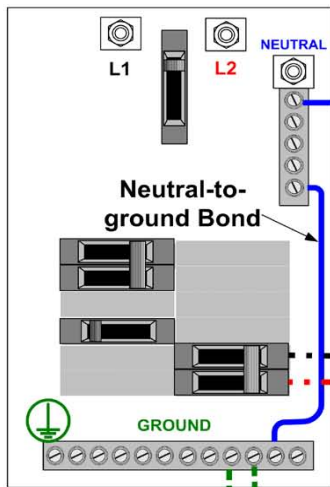 L1
L2
NEUTRAL
Neutral-to-
ground Bond
GROUND